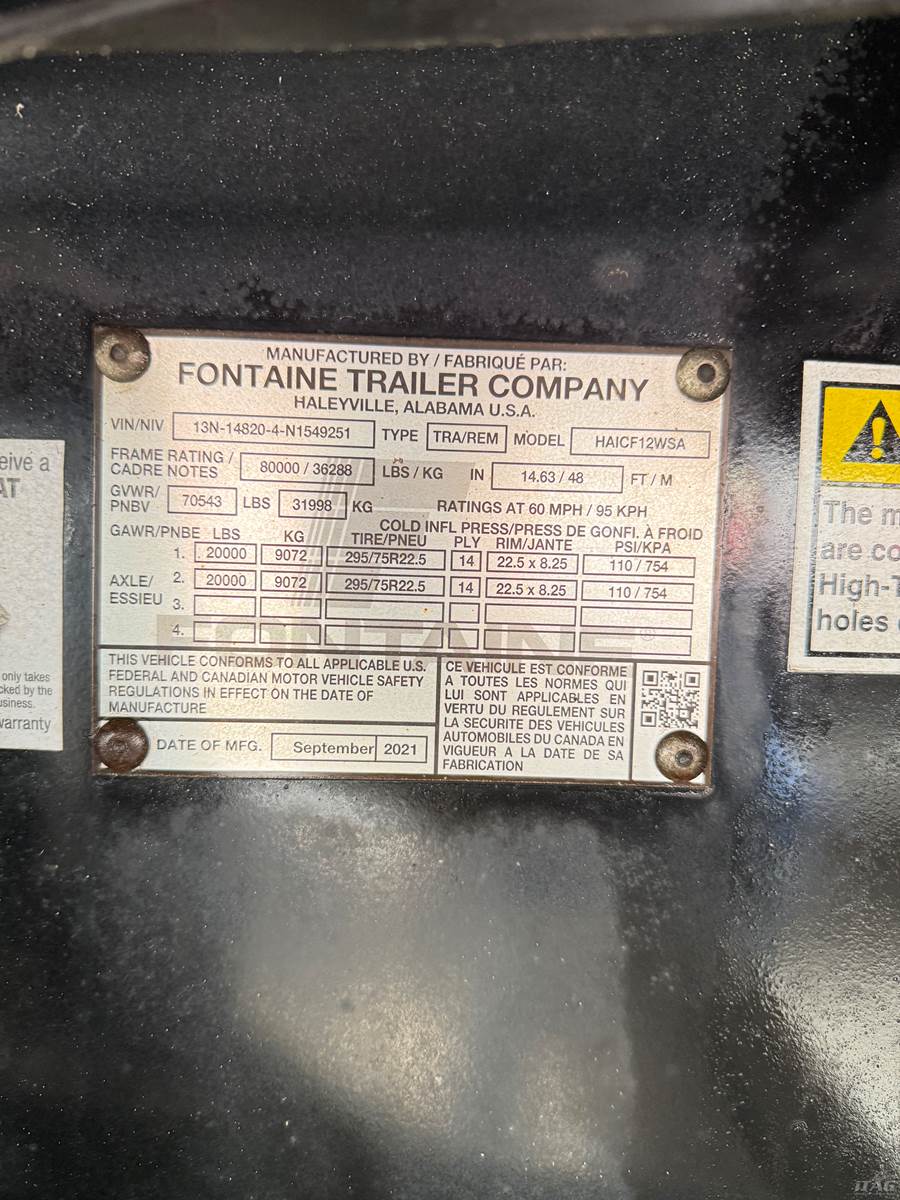 MANUFACTURED BY / FABRIQUÉ PAR:
FONTAINE TRAILER COMPANY
HALEYVILLE, ALABAMA U.S.A.
VIN/NIV 13N-14820-4-N1549251 TYPE TRA/REM MODEL HAICF12WSA
FRAME RATING / CADRE NOTES 80000 / 36288 LBS / KG IN 14.63 / 48 FT / M
GVWR/ PNBV 70543 LBS 31998 KG RATINGS AT 60 MPH / 95 KPH
COLD INFL PRESS/PRESS DE GONFI. À FROID
GAWR/PNBE LBS KG TIRE/PNEU PLY RIM/JANTE PSI/KPA
1. 20000 9072 295/75R22.5 14 22.5 x 8.25 110 / 754
AXLE/ ESSIEU
2. 20000 9072 295/75R22.5 14 22.5 x 8.25 110 / 754
3.
4.
FONTAINE®
THIS VEHICLE CONFORMS TO ALL APPLICABLE U.S.
FEDERAL AND CANADIAN MOTOR VEHICLE SAFETY
REGULATIONS IN EFFECT ON THE DATE OF
MANUFACTURE
DATE OF MFG. September 2021
CE VEHICULE EST CONFORME
A TOUTES LES NORMES QUI
LUI SONT APPLICABLES EN
VERTU DU REGULEMENT SUR
LA SECURITE DES VEHICULES
AUTOMOBILES DU CANADA EN
VIGUEUR A LA DATE DE SA
FABRICATION
eive a
AT
only takes
cked by the
usiness.
warranty
The m
are co
High-T
holes
ITAG